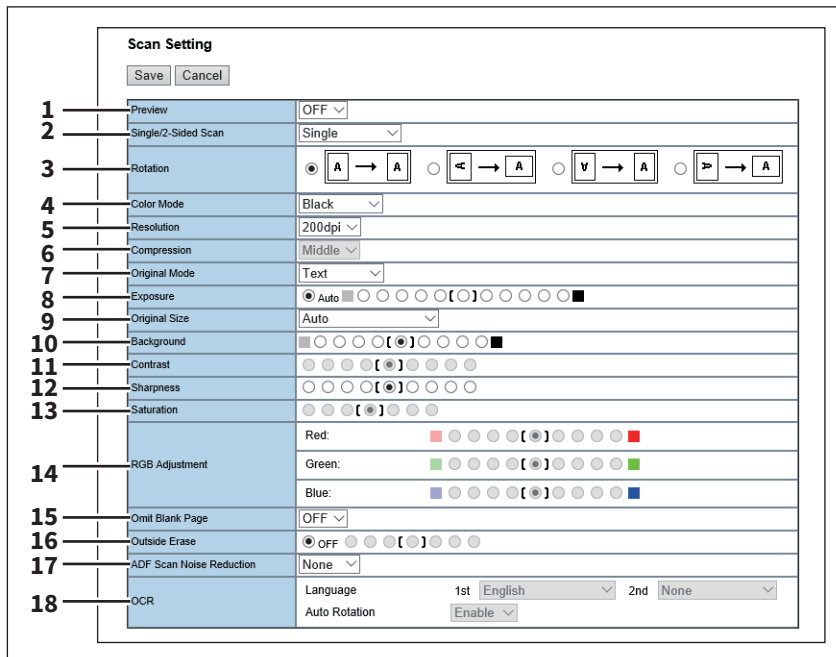 Scan Setting
Save Cancel
1 Preview OFF
2 Single/2-Sided Scan Single
3 Rotation A → A A → A A → A A → A
4 Color Mode Black
5 Resolution 200dpi
6 Compression Middle
7 Original Mode Text
8 Exposure Auto [ ]
9 Original Size Auto
10 Background [ ]
11 Contrast [ ]
12 Sharpness [ ]
13 Saturation [ ]
14 RGB Adjustment
Red: [ ]
Green: [ ]
Blue: [ ]
15 Omit Blank Page OFF
16 Outside Erase OFF [ ]
17 ADF Scan Noise Reduction None
18 OCR
Language 1st English 2nd None
Auto Rotation Enable